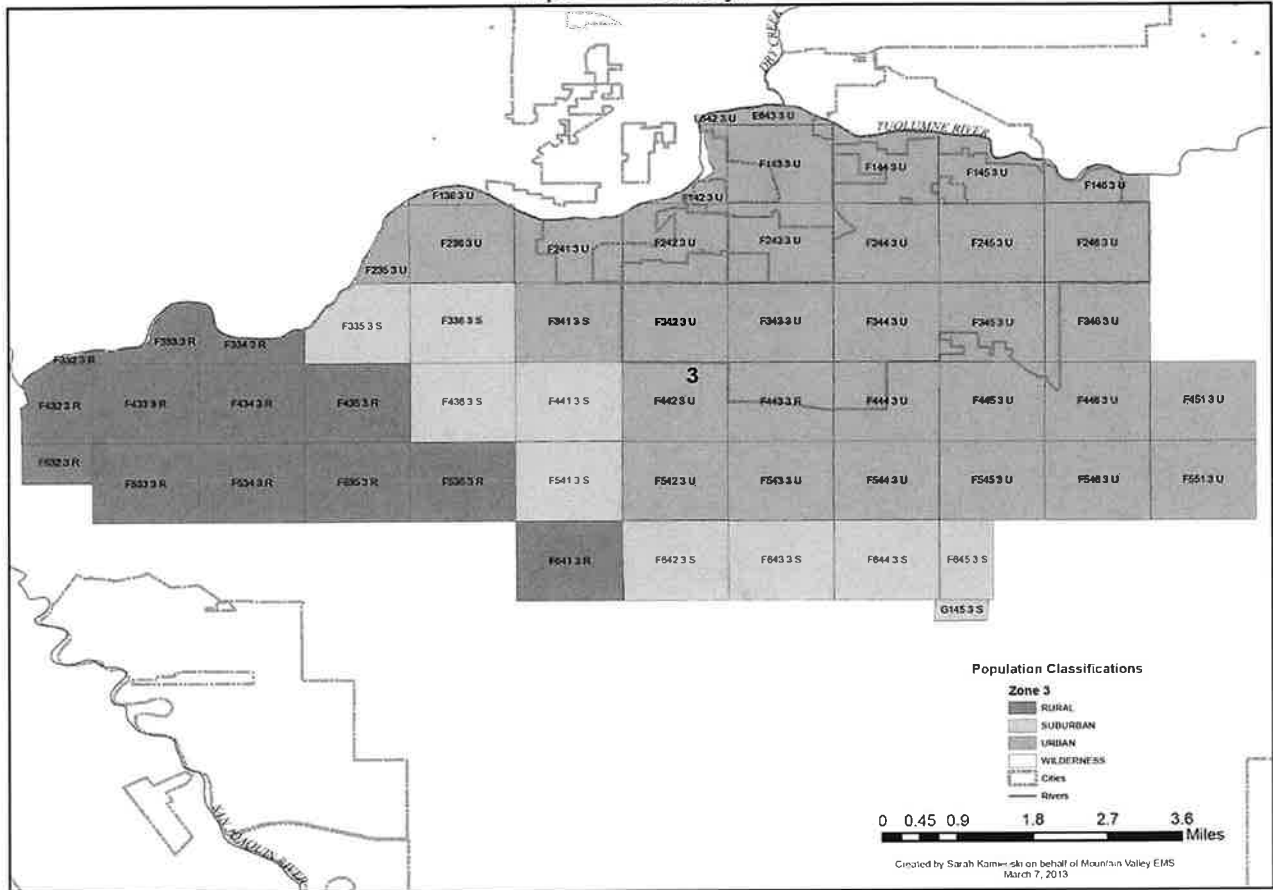 DRY CREEK
E542 3 U
E643 3 U
TUOLUMNE RIVER
F143 3 U
F144 3 U
F145 3 U
F146 3 U
F136 3 U
F142 3 U
F235 3 U
F236 3 U
F241 3 U
F242 3 U
F243 3 U
F244 3 U
F245 3 U
F246 3 U
F332 3 R
F333 3 R
F334 3 R
F335 3 S
F336 3 S
F341 3 S
F342 3 U
F343 3 U
F344 3 U
F345 3 U
F346 3 U
3
F432 3 R
F433 3 R
F434 3 R
F435 3 R
F436 3 S
F441 3 S
F442 3 U
F443 3 R
F444 3 U
F445 3 U
F446 3 U
F451 3 U
F532 3 R
F533 3 R
F534 3 R
F535 3 R
F536 3 R
F541 3 S
F542 3 U
F543 3 U
F544 3 U
F545 3 U
F546 3 U
F551 3 U
F641 3 R
F642 3 S
F643 3 S
F644 3 S
F645 3 S
G145 3 S
SAN JOAQUIN RIVER
Population Classifications
Zone 3
RURAL
SUBURBAN
URBAN
WILDERNESS
Cities
Rivers
0 0.45 0.9 1.8 2.7 3.6
Miles
Created by Sarah Kamieniski on behalf of Mountain Valley EMS
March 7, 2013